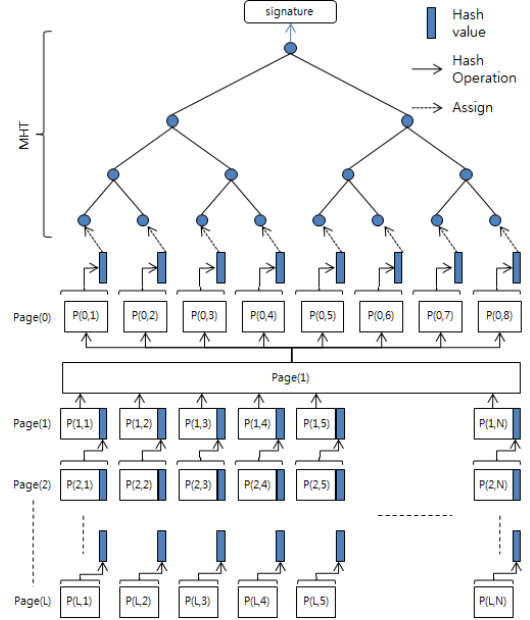 signature
Hash
value
Hash
Operation
Assign
MHT
Page(0) P(0,1) P(0,2) P(0,3) P(0,4) P(0,5) P(0,6) P(0,7) P(0,8)
Page(1)
Page(1) P(1,1) P(1,2) P(1,3) P(1,4) P(1,5) P(1,N)
Page(2) P(2,1) P(2,2) P(2,3) P(2,4) P(2,5) P(2,N)
Page(L) P(L,1) P(L,2) P(L,3) P(L,4) P(L,5) P(L,N)